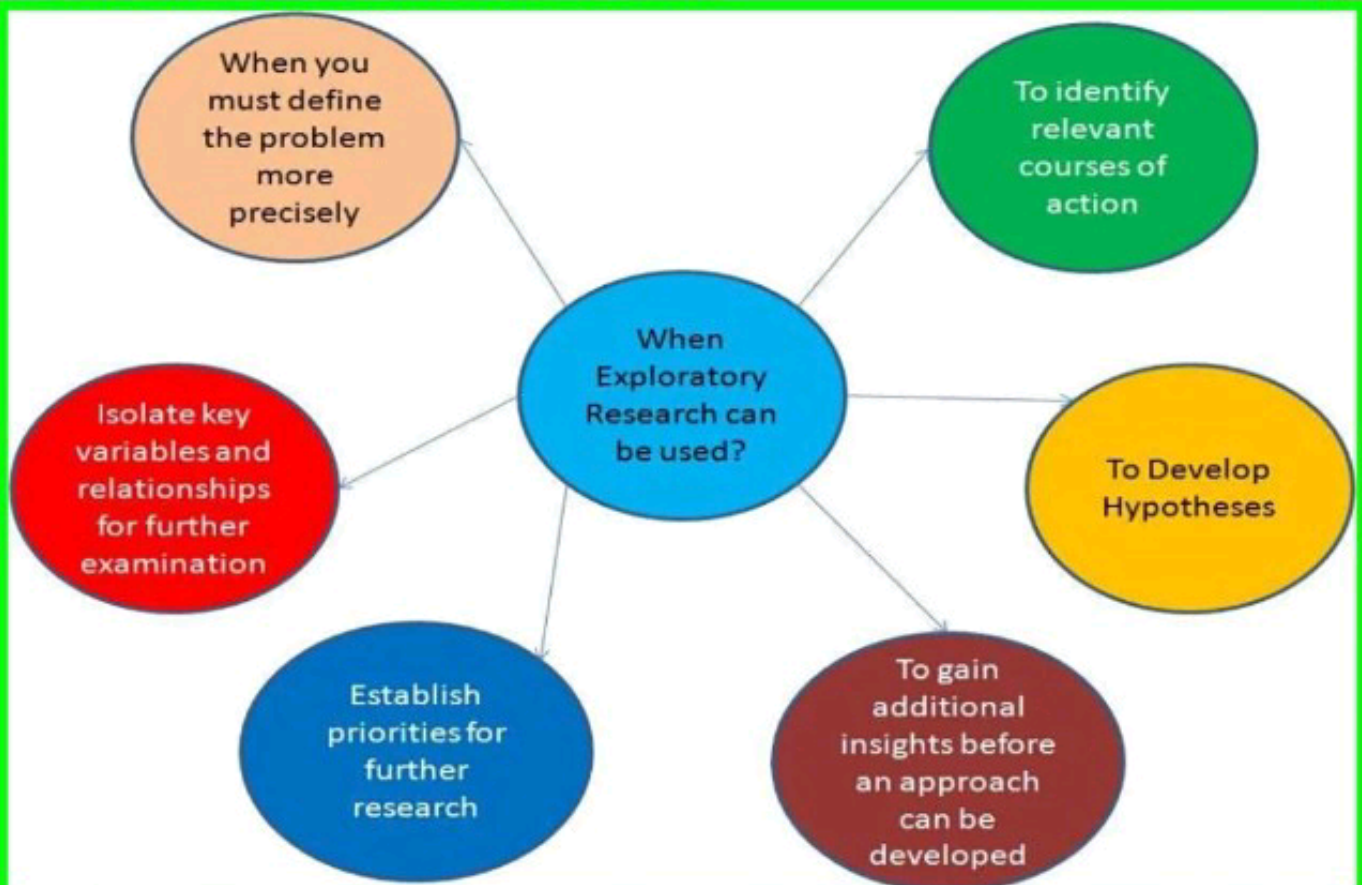 When you
must define
the problem
more
precisely
To identify
relevant
courses of
action
When
Exploratory
Research can
be used?
Isolate key
variables and
relationships
for further
examination
To Develop
Hypotheses
Establish
priorities for
further
research
To gain
additional
insights before
an approach
can be
developed